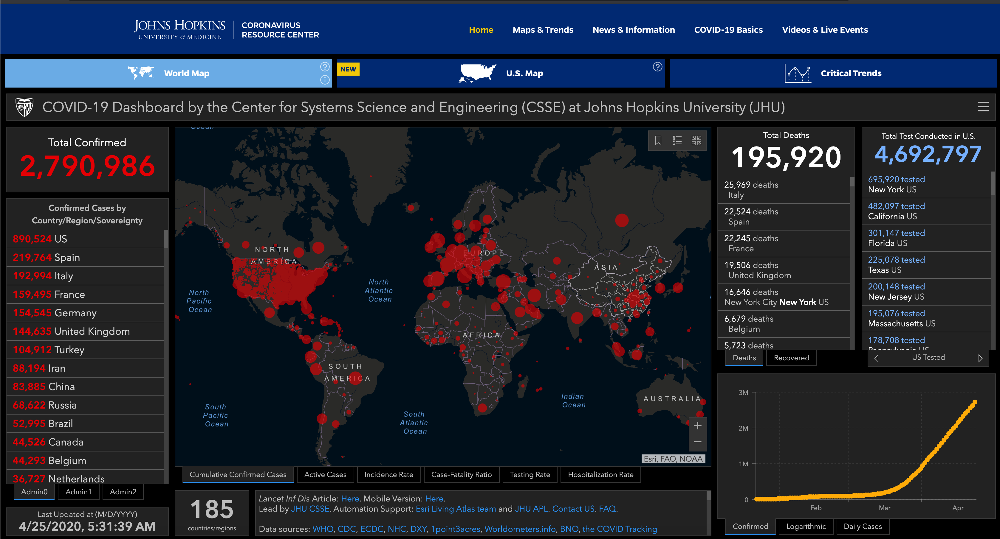 JOHNS HOPKINS
UNIVERSITY & MEDICINE
CORONAVIRUS
RESOURCE CENTER
Home
Maps & Trends
News & Information
COVID-19 Basics
Videos & Live Events
World Map
NEW
U.S. Map
Critical Trends
COVID-19 Dashboard by the Center for Systems Science and Engineering (CSSE) at Johns Hopkins University (JHU)
Total Confirmed
2,790,986
Confirmed Cases by
Country/Region/Sovereignty
890,524 US
219,764 Spain
192,994 Italy
159,495 France
154,545 Germany
144,635 United Kingdom
104,912 Turkey
88,194 Iran
83,885 China
68,622 Russia
52,995 Brazil
44,526 Canada
44,293 Belgium
36,727 Netherlands
Admin0
Admin1
Admin2
Last Updated at (M/D/YYYY)
4/25/2020, 5:31:39 AM
Ocean
NORTH
AMERICA
EUROPE
ASIA
North
Pacific
Ocean
North
Atlantic
Ocean
AFRICA
SOUTH
AMERICA
South
Pacific
Ocean
South
Atlantic
Ocean
Indian
Ocean
AUSTRALIA
+
−
Esri, FAO, NOAA
Cumulative Confirmed Cases
Active Cases
Incidence Rate
Case-Fatality Ratio
Testing Rate
Hospitalization Rate
185
countries/regions
Lancet Inf Dis Article: Here. Mobile Version: Here.
Lead by JHU CSSE. Automation Support: Esri Living Atlas team and JHU APL. Contact US. FAQ.
Data sources: WHO, CDC, ECDC, NHC, DXY, 1point3acres, Worldometers.info, BNO, the COVID Tracking
Total Deaths
195,920
25,969 deaths
Italy
22,524 deaths
Spain
22,245 deaths
France
19,506 deaths
United Kingdom
16,646 deaths
New York City New York US
6,679 deaths
Belgium
5,723 deaths
Deaths
Recovered
Total Test Conducted in U.S.
4,692,797
695,920 tested
New York US
482,097 tested
California US
301,147 tested
Florida US
225,078 tested
Texas US
200,148 tested
New Jersey US
195,076 tested
Massachusetts US
178,708 tested
Pennsylvania US
US Tested
3M
2M
1M
0
Feb
Mar
Apr
Confirmed
Logarithmic
Daily Cases